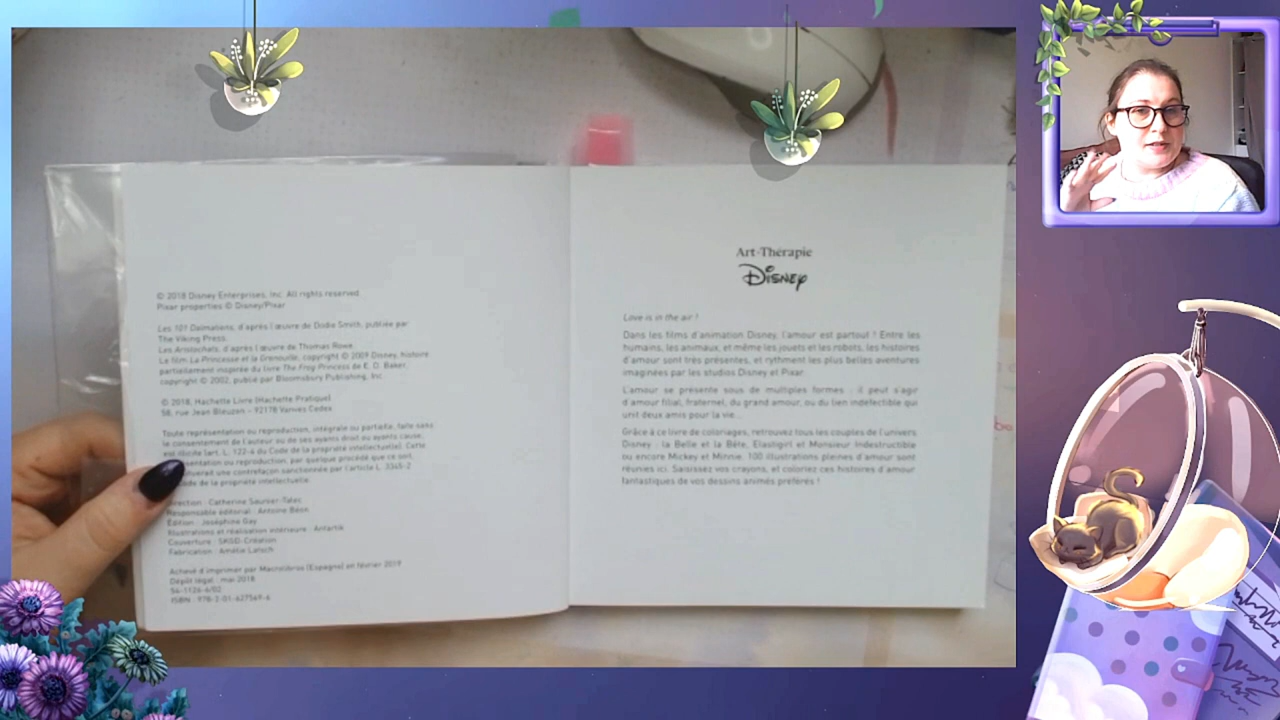 © 2018 Disney Enterprises, Inc. All rights reserved.
Pixar properties © Disney/Pixar
Les 101 Dalmatiens, d'après l'œuvre de Dodie Smith, publiée par
The Viking Press.
Les Aristochats, d'après l'œuvre de Thomas Rowe.
Le film La Princesse et la Grenouille, copyright © 2009 Disney, histoire
partiellement inspirée du livre The Frog Princess de E. D. Baker,
copyright © 2002, publié par Bloomsbury Publishing, Inc.
© 2018, Hachette Livre (Hachette Pratique)
58, rue Jean Bleuzen – 92178 Vanves Cedex
Toute représentation ou reproduction, intégrale ou partielle, faite sans
le consentement de l'auteur ou de ses ayants droit ou ayants cause,
est illicite (art. L. 122-4 du Code de la propriété intellectuelle). Cette
sentation ou reproduction, par quelque procédé que ce soit,
nstituerait une contrefaçon sanctionnée par l'article L. 3365-2
de de la propriété intellectuelle.
Direction : Catherine Saunier-Talec
Responsable éditorial : Antoine Béon
Édition : Joséphine Gay
Illustrations et réalisation intérieure : Antartik
Couverture : SKGD-Création
Fabrication : Amélie Latsch
Achevé d'imprimer par Macrolibros (Espagne) en février 2019
Dépôt légal : mai 2018
54-1126-6/02
ISBN : 978-2-01-627569-6
Art-Thérapie
Disney
Love is in the air !
Dans les films d'animation Disney, l'amour est partout ! Entre les
humains, les animaux, et même les jouets et les robots, les histoires
d'amour sont très présentes, et rythment les plus belles aventures
imaginées par les studios Disney et Pixar.
L'amour se présente sous de multiples formes : il peut s'agir
d'amour filial, fraternel, du grand amour, ou du lien indéfectible qui
unit deux amis pour la vie...
Grâce à ce livre de coloriages, retrouvez tous les couples de l'univers
Disney : la Belle et la Bête, Elastigirl et Monsieur Indestructible
ou encore Mickey et Minnie. 100 illustrations pleines d'amour sont
réunies ici. Saisissez vos crayons, et coloriez ces histoires d'amour
fantastiques de vos dessins animés préférés !